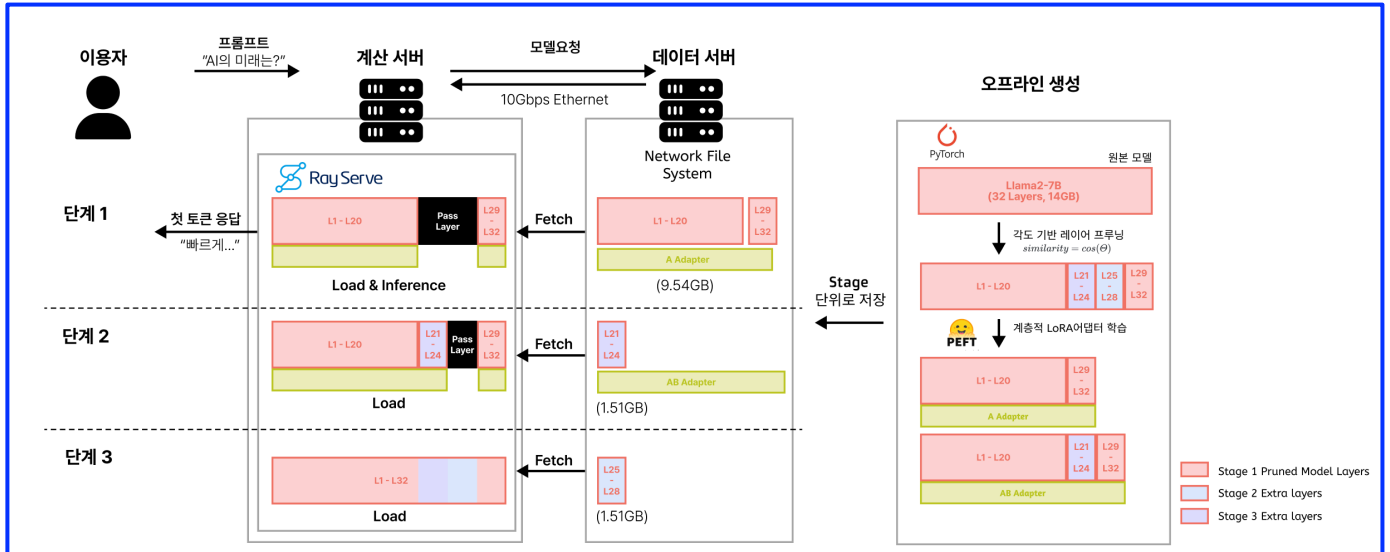 이용자
프롬프트
"AI의 미래는?"
계산 서버
모델요청
10Gbps Ethernet
데이터 서버
Network File
System
오프라인 생성
Ray Serve
단계 1
첫 토큰 응답
"빠르게..."
L1 - L20
Pass
Layer
L29
-
L32
Load & Inference
Fetch
L1 - L20
L29
-
L32
A Adapter
(9.54GB)
단계 2
L1 - L20
L21
-
L24
Pass
Layer
L29
-
L32
Load
Fetch
L21
-
L24
AB Adapter
(1.51GB)
단계 3
L1 - L32
Load
Fetch
L25
-
L28
(1.51GB)
Stage
단위로 저장
PyTorch
원본 모델
Llama2-7B
(32 Layers, 14GB)
각도 기반 레이어 프루닝
similarity = cos(Θ)
L1 - L20
L21
-
L24
L25
-
L28
L29
-
L32
PEFT
계층적 LoRA어댑터 학습
L1 - L20
L29
-
L32
A Adapter
L1 - L20
L21
-
L24
L29
-
L32
AB Adapter
Stage 1 Pruned Model Layers
Stage 2 Extra layers
Stage 3 Extra layers